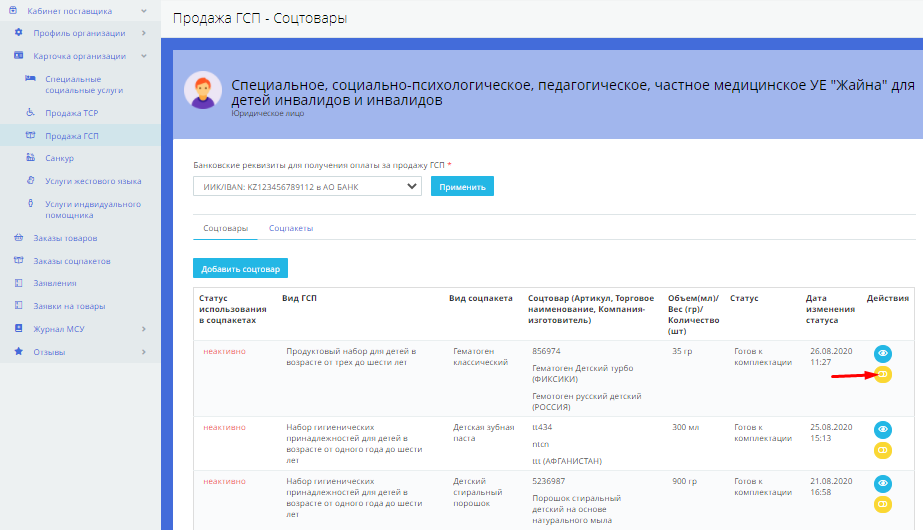 Кабинет поставщика
Профиль организации
Карточка организации
Специальные
социальные услуги
Продажа ТСР
Продажа ГСП
Санкур
Услуги жестового языка
Услуги индвидуального
помощника
Заказы товаров
Заказы соцпакетов
Заявления
Заявки на товары
Журнал МСУ
Отзывы
Продажа ГСП - Соцтовары
Специальное, социально-психологическое, педагогическое, частное медицинское УЕ "Жайна" для
детей инвалидов и инвалидов
Юридическое лицо
Банковские реквизиты для получения оплаты за продажу ГСП *
ИИК/IBAN: KZ123456789112 в АО БАНК
Применить
Соцтовары
Соцпакеты
Добавить соцтовар
Статус
использования
в соцпакетах
Вид ГСП
Вид соцпакета
Соцтовар (Артикул, Торговое
наименование, Компания-
изготовитель)
Объем(мл)/
Вес (гр)/
Количество
(шт)
Статус
Дата
изменения
статуса
Действия
неактивно
Продуктовый набор для детей в
возрасте от трех до шести лет
Гематоген
классический
856974
Гематоген Детский турбо
(ФИКСИКИ)
Гемотоген русский детский
(РОССИЯ)
35 гр
Готов к
комплектации
26.08.2020
11:27
неактивно
Набор гигиенических
принадлежностей для детей в
возрасте от одного года до шести
лет
Детская зубная
паста
tt434
ntcn
ttt (АФГАНИСТАН)
300 мл
Готов к
комплектации
25.08.2020
15:13
неактивно
Набор гигиенических
принадлежностей для детей в
возрасте от одного года до шести
лет
Детский
стиральный
порошок
5236987
Порошок стиральный
детский на основе
натурального мыла
900 гр
Готов к
комплектации
21.08.2020
16:58